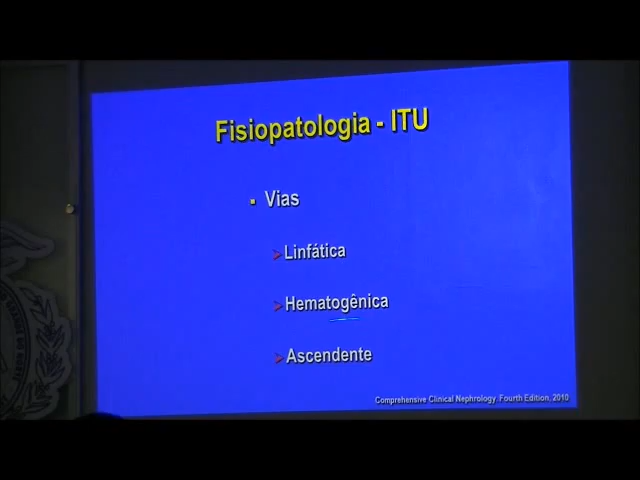 Fisiopatologia - ITU
Vias
Linfática
Hematogênica
Ascendente
Comprehensive Clinical Nephrology. Fourth Edition, 2010